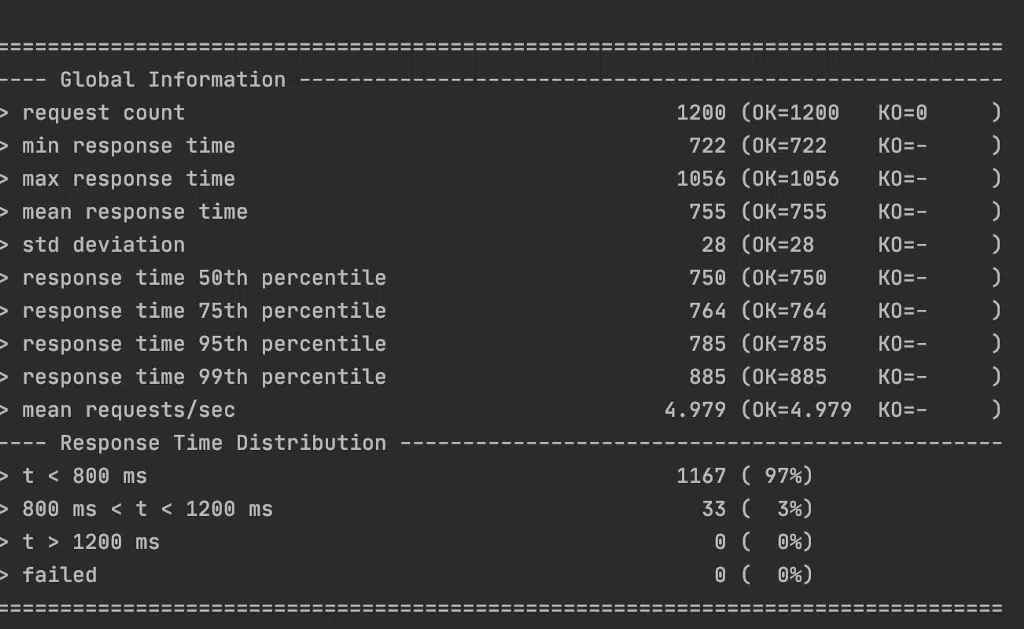 ================================================================================
---- Global Information --------------------------------------------------------
> request count                                       1200 (OK=1200   KO=0     )
> min response time                                    722 (OK=722    KO=-     )
> max response time                                   1056 (OK=1056   KO=-     )
> mean response time                                   755 (OK=755    KO=-     )
> std deviation                                         28 (OK=28     KO=-     )
> response time 50th percentile                        750 (OK=750    KO=-     )
> response time 75th percentile                        764 (OK=764    KO=-     )
> response time 95th percentile                        785 (OK=785    KO=-     )
> response time 99th percentile                        885 (OK=885    KO=-     )
> mean requests/sec                                  4.979 (OK=4.979  KO=-     )
---- Response Time Distribution ------------------------------------------------
> t < 800 ms                                          1167 ( 97%)
> 800 ms < t < 1200 ms                                  33 (  3%)
> t > 1200 ms                                            0 (  0%)
> failed                                                 0 (  0%)
================================================================================